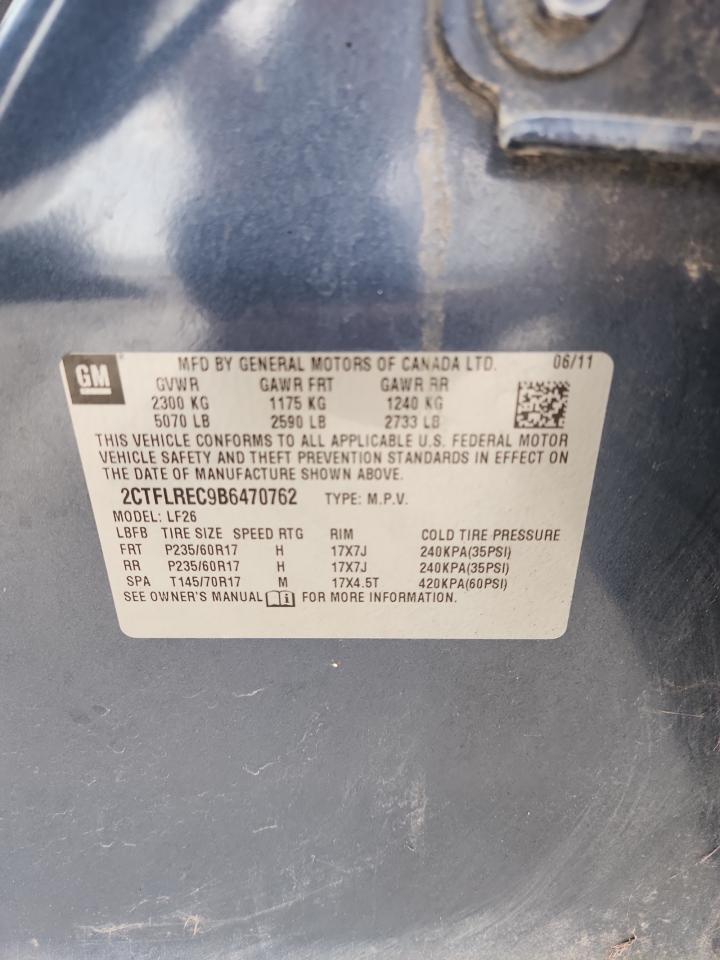 GM
MFD BY GENERAL MOTORS OF CANADA LTD. 06/11
GVWR GAWR FRT GAWR RR
2300 KG 1175 KG 1240 KG
5070 LB 2590 LB 2733 LB
THIS VEHICLE CONFORMS TO ALL APPLICABLE U.S. FEDERAL MOTOR
VEHICLE SAFETY AND THEFT PREVENTION STANDARDS IN EFFECT ON
THE DATE OF MANUFACTURE SHOWN ABOVE.
2CTFLREC9B6470762 TYPE: M.P.V.
MODEL: LF26
LBFB TIRE SIZE SPEED RTG RIM COLD TIRE PRESSURE
FRT P235/60R17 H 17X7J 240KPA(35PSI)
RR P235/60R17 H 17X7J 240KPA(35PSI)
SPA T145/70R17 M 17X4.5T 420KPA(60PSI)
SEE OWNER'S MANUAL FOR MORE INFORMATION.